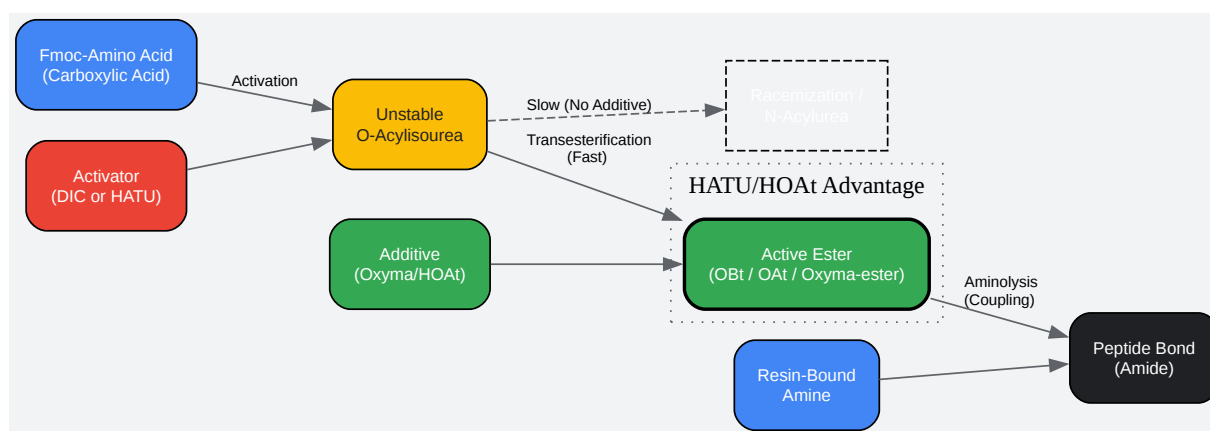 Fmoc-Amino Acid
(Carboxylic Acid)
Activation
Activator
(DIC or HATU)
Unstable
O-Acylisourea
Slow (No Additive)
Transesterification
(Fast)
Racemization /
N-Acylurea
HATU/HOAt Advantage
Additive
(Oxyma/HOAt)
Active Ester
(OBt / OAt / Oxyma-ester)
Aminolysis
(Coupling)
Resin-Bound
Amine
Peptide Bond
(Amide)